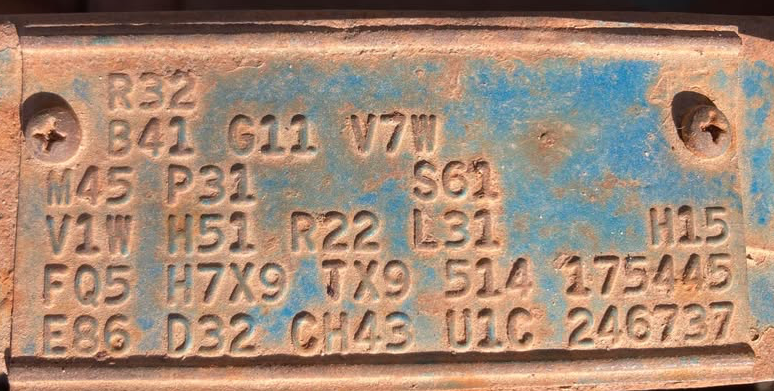 R32
B41 G11 V7W
M45 P31 S61
V1W H51 R22 L31 H15
FQ5 H7X9 TX9 514 175445
E86 D32 CH43 U1C 246737